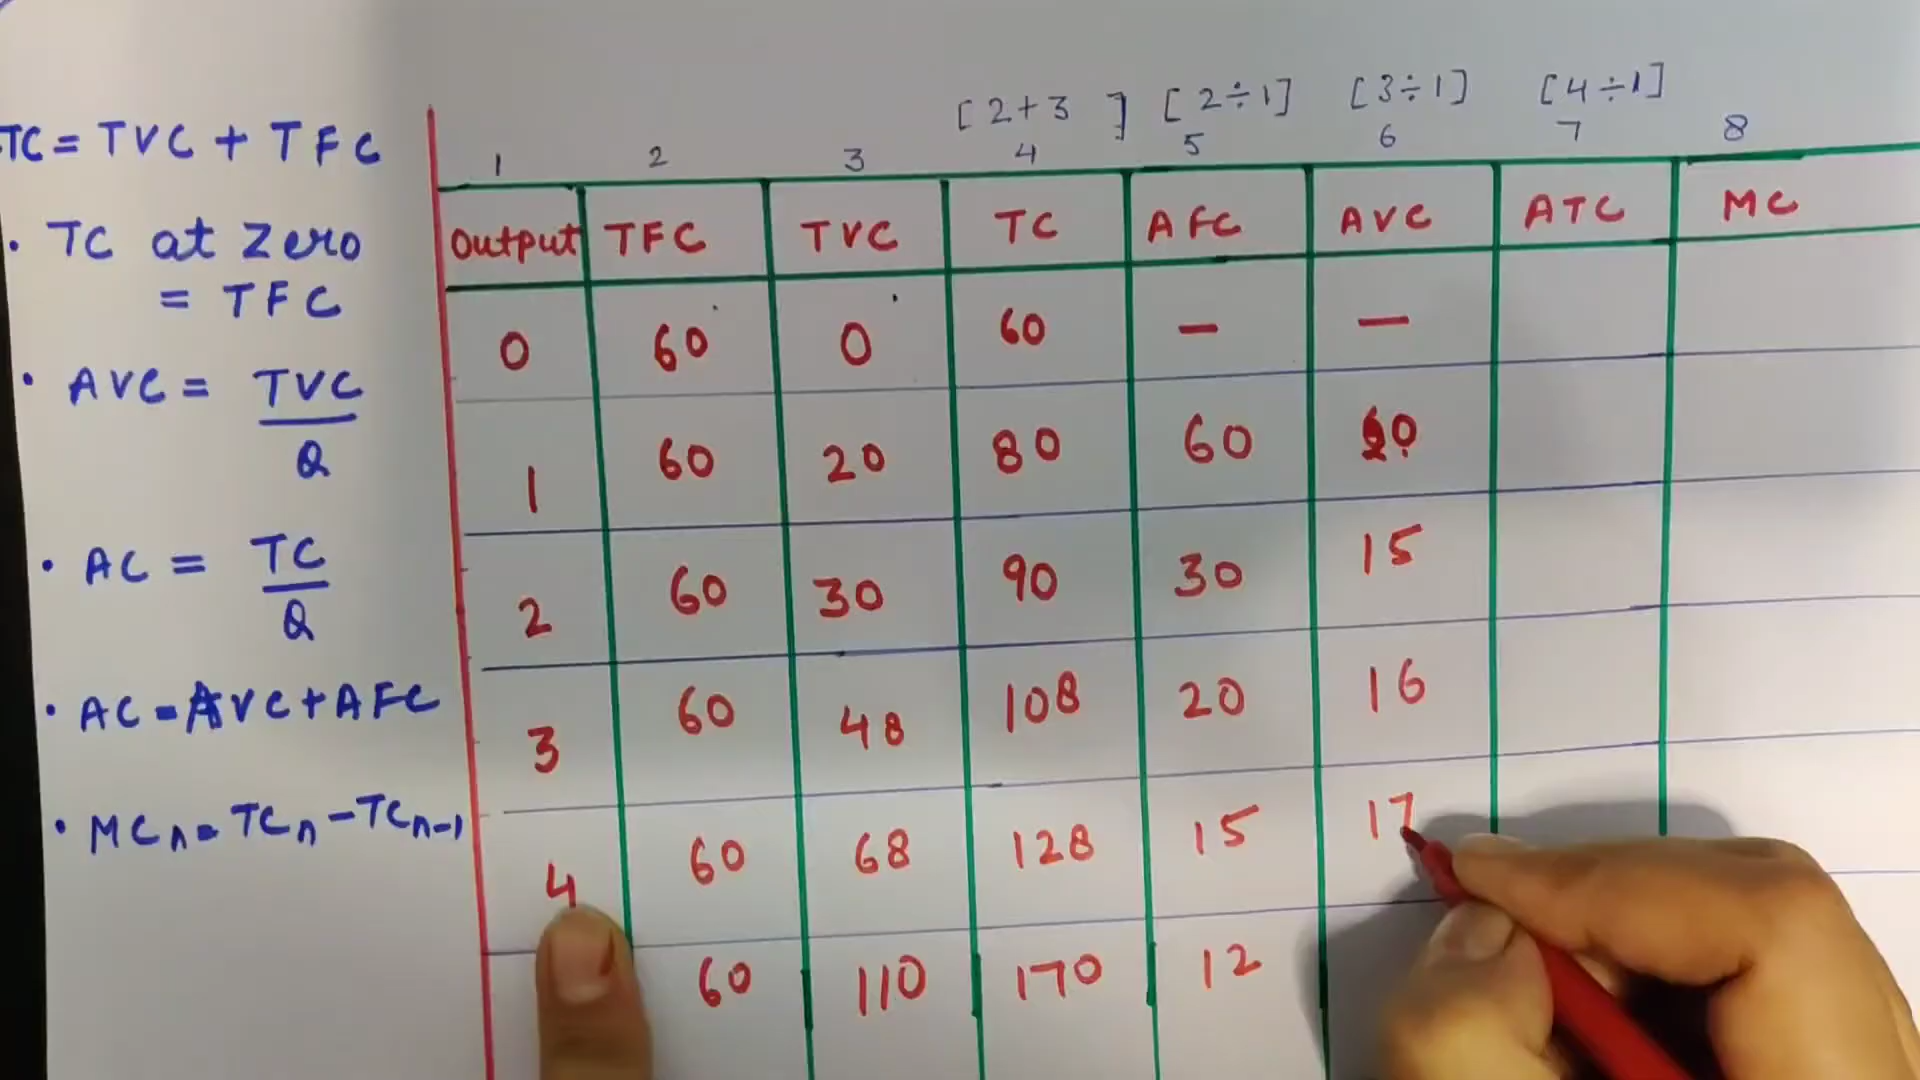 TC = TVC + TFC
• TC at Zero
= TFC
• AVC = TVC
Q
• AC = TC
Q
• AC = AVC + AFC
• MCn = TCn - TCn-1
[2+3] [2÷1] [3÷1] [4÷1]
1 2 3 4 5 6 7 8
Output TFC TVC TC AFC AVC ATC MC
0 60 0 60 — —
1 60 20 80 60 20
2 60 30 90 30 15
3 60 48 108 20 16
4 60 68 128 15 17
60 110 170 12